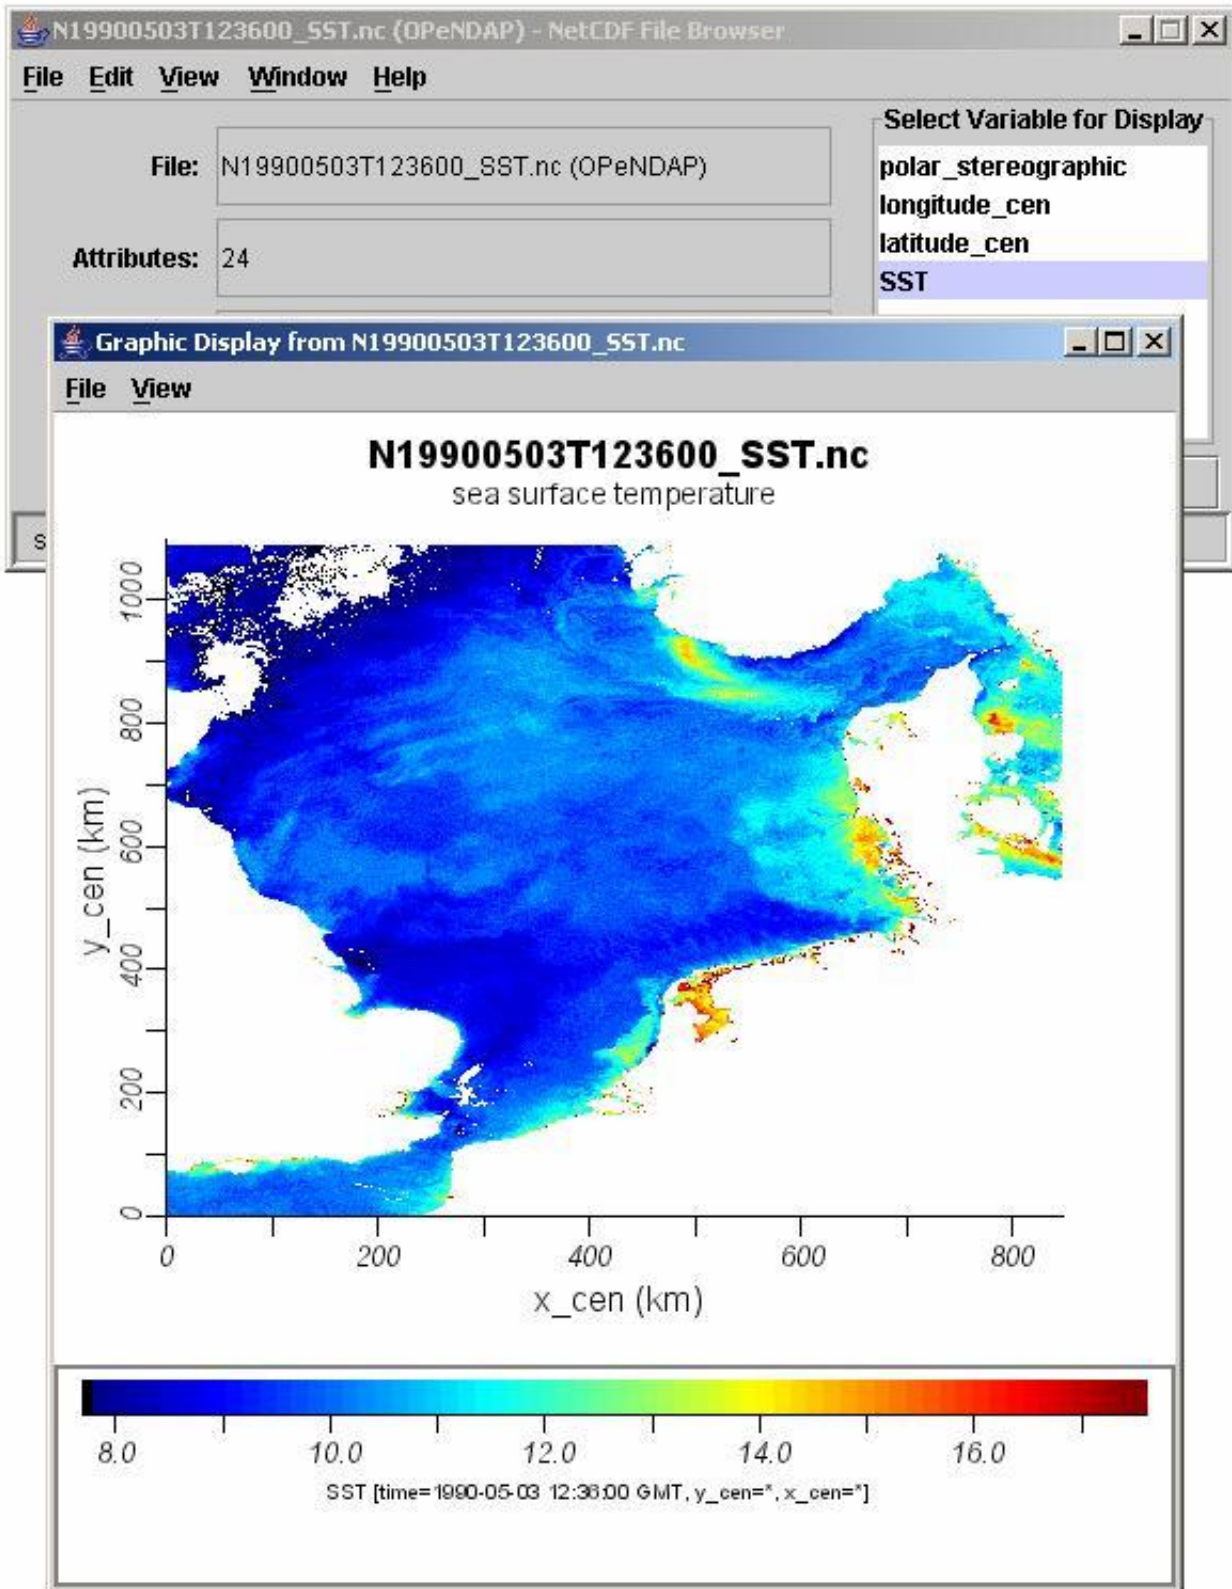 N19900503T123600_SST.nc (OPeNDAP) - NetCDF File Browser
File Edit View Window Help
Select Variable for Display
File: N19900503T123600_SST.nc (OPeNDAP)
polar_stereographic
longitude_cen
latitude_cen
SST
Attributes: 24
Graphic Display from N19900503T123600_SST.nc
File View
N19900503T123600_SST.nc
sea surface temperature
s
1000
800
600
400
200
0
y_cen (km)
0 200 400 600 800
x_cen (km)
8.0 10.0 12.0 14.0 16.0
SST [time=1990-05-03 12:36:00 GMT, y_cen=*, x_cen=*]